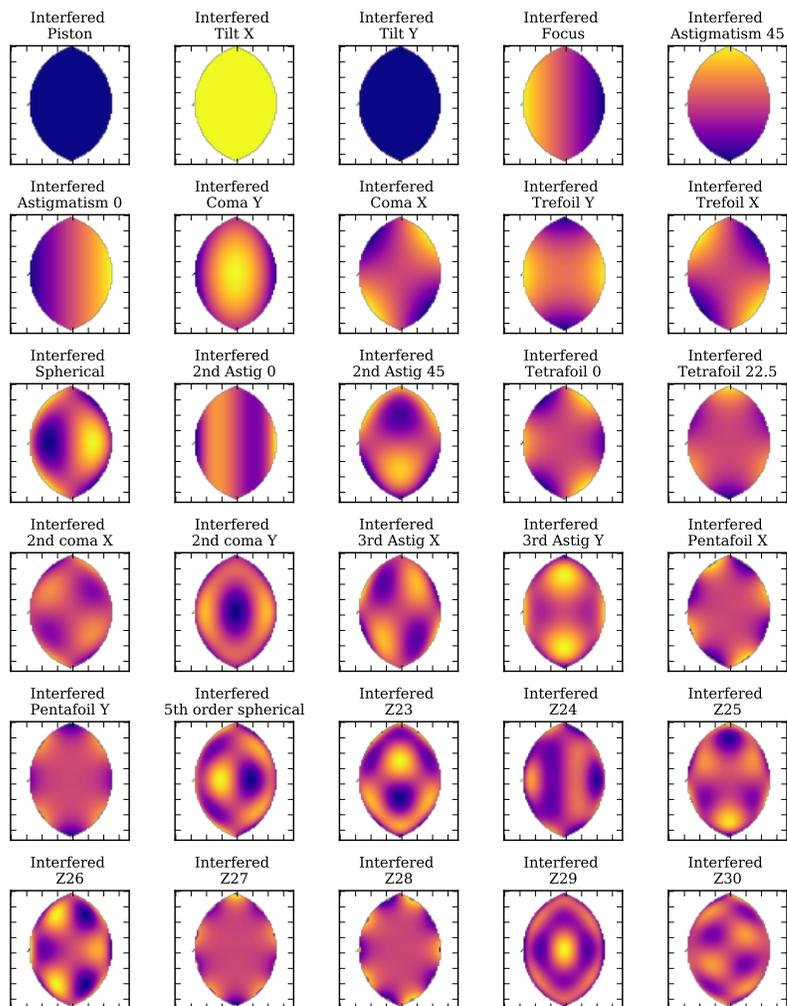 Interfered
Piston
Interfered
Tilt X
Interfered
Tilt Y
Interfered
Focus
Interfered
Astigmatism 45
Interfered
Astigmatism 0
Interfered
Coma Y
Interfered
Coma X
Interfered
Trefoil Y
Interfered
Trefoil X
Interfered
Spherical
Interfered
2nd Astig 0
Interfered
2nd Astig 45
Interfered
Tetrafoil 0
Interfered
Tetrafoil 22.5
Interfered
2nd coma X
Interfered
2nd coma Y
Interfered
3rd Astig X
Interfered
3rd Astig Y
Interfered
Pentafoil X
Interfered
Pentafoil Y
Interfered
5th order spherical
Interfered
Z23
Interfered
Z24
Interfered
Z25
Interfered
Z26
Interfered
Z27
Interfered
Z28
Interfered
Z29
Interfered
Z30